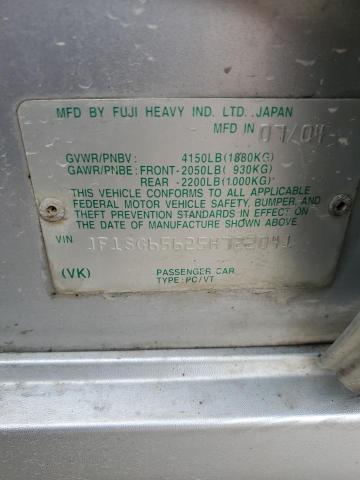 MFD BY FUJI HEAVY IND. LTD. JAPAN
MFD IN 07/04
GVWR/PNBV : 4150LB(1880KG)
GAWR/PNBE: FRONT-2050LB( 930KG)
REAR -2200LB(1000KG)
THIS VEHICLE CONFORMS TO ALL APPLICABLE
FEDERAL MOTOR VEHICLE SAFETY, BUMPER, AND
THEFT PREVENTION STANDARDS IN EFFECT ON
THE DATE OF MANUFACTURE SHOWN ABOVE.
VIN
(VK) PASSENGER CAR
TYPE: PC/VT